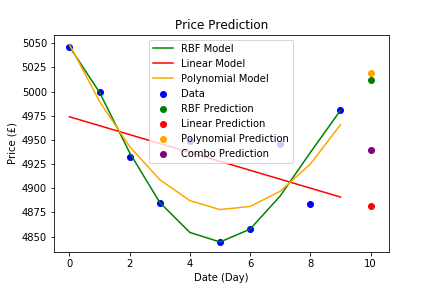 Price Prediction
5050
5025
5000
4975
4950
4925
4900
4875
4850
Price (£)
RBF Model
Linear Model
Polynomial Model
Data
RBF Prediction
Linear Prediction
Polynomial Prediction
Combo Prediction
0 2 4 6 8 10
Date (Day)